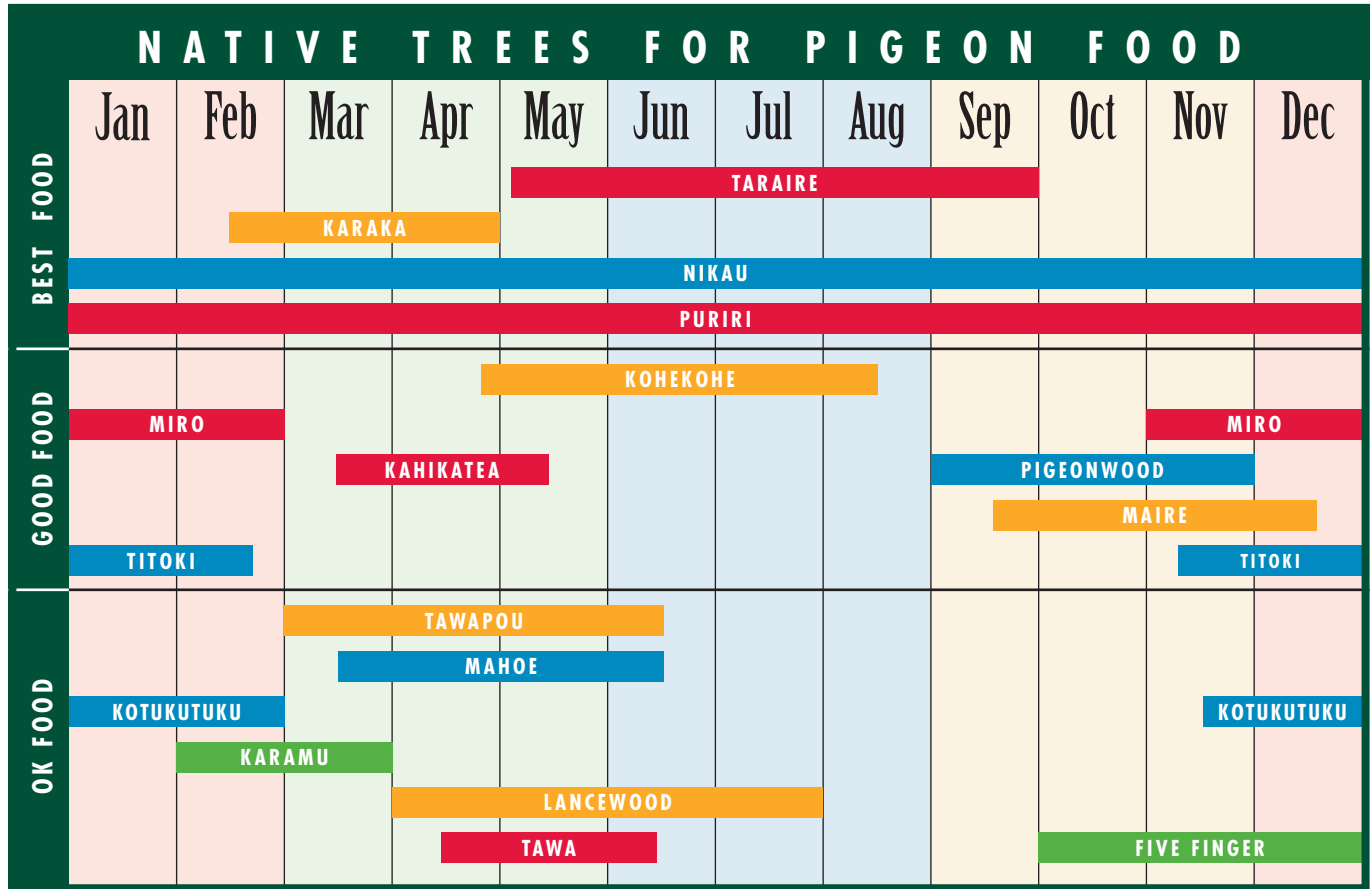 NATIVE TREES FOR PIGEON FOOD
Jan Feb Mar Apr May Jun Jul Aug Sep Oct Nov Dec
BEST FOOD
TARAIRE
KARAKA
NIKAU
PURIRI
GOOD FOOD
KOHEKOHE
MIRO MIRO
KAHIKATEA PIGEONWOOD
MAIRE
TITOKI TITOKI
OK FOOD
TAWAPOU
MAHOE
KOTUKUTUKU KOTUKUTUKU
KARAMU
LANCEWOOD
TAWA FIVE FINGER